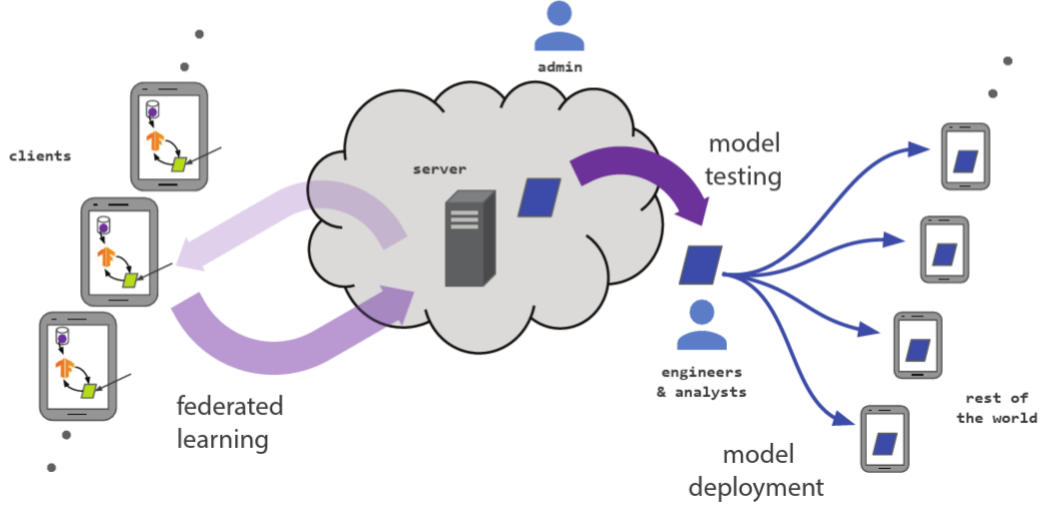 admin
clients
server
model
testing
federated
learning
engineers
& analysts
rest of
the world
model
deployment